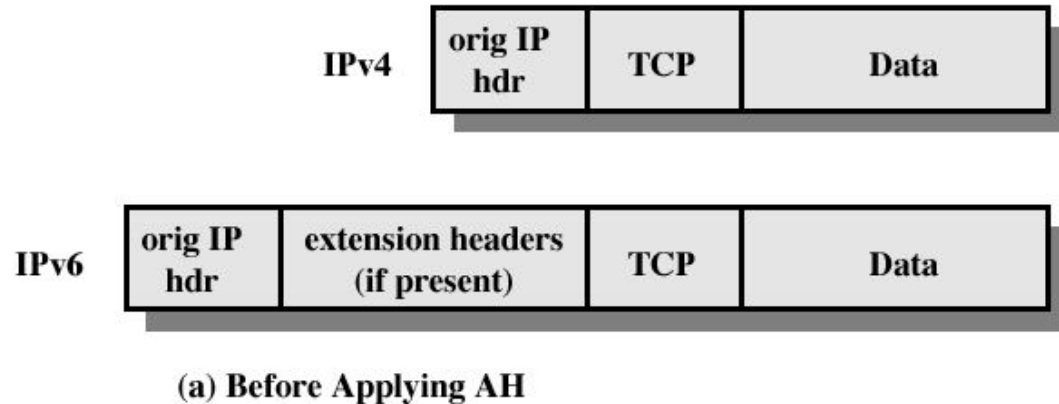 IPv4 orig IP hdr TCP Data
IPv6 orig IP hdr extension headers (if present) TCP Data
(a) Before Applying AH